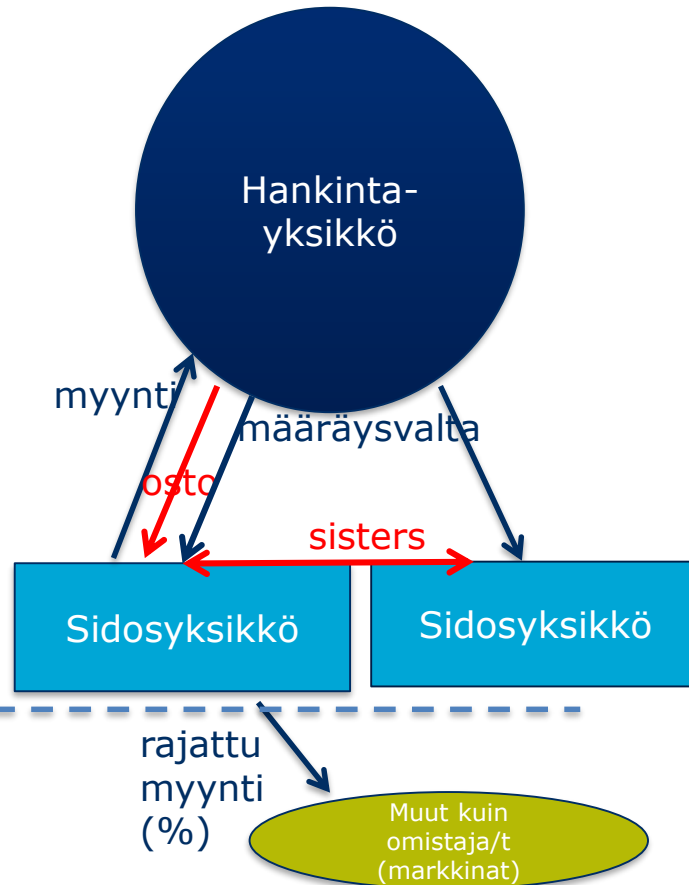 Hankinta-
yksikkö
myynti
määräysvalta
osto
sisters
Sidosyksikkö
Sidosyksikkö
rajattu
myynti
(%)
Muut kuin
omistaja/t
(markkinat)